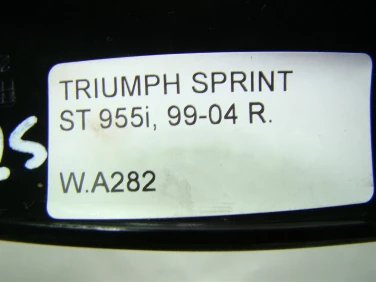 TRIUMPH SPRINT
ST 955i, 99-04 R.
W.A282